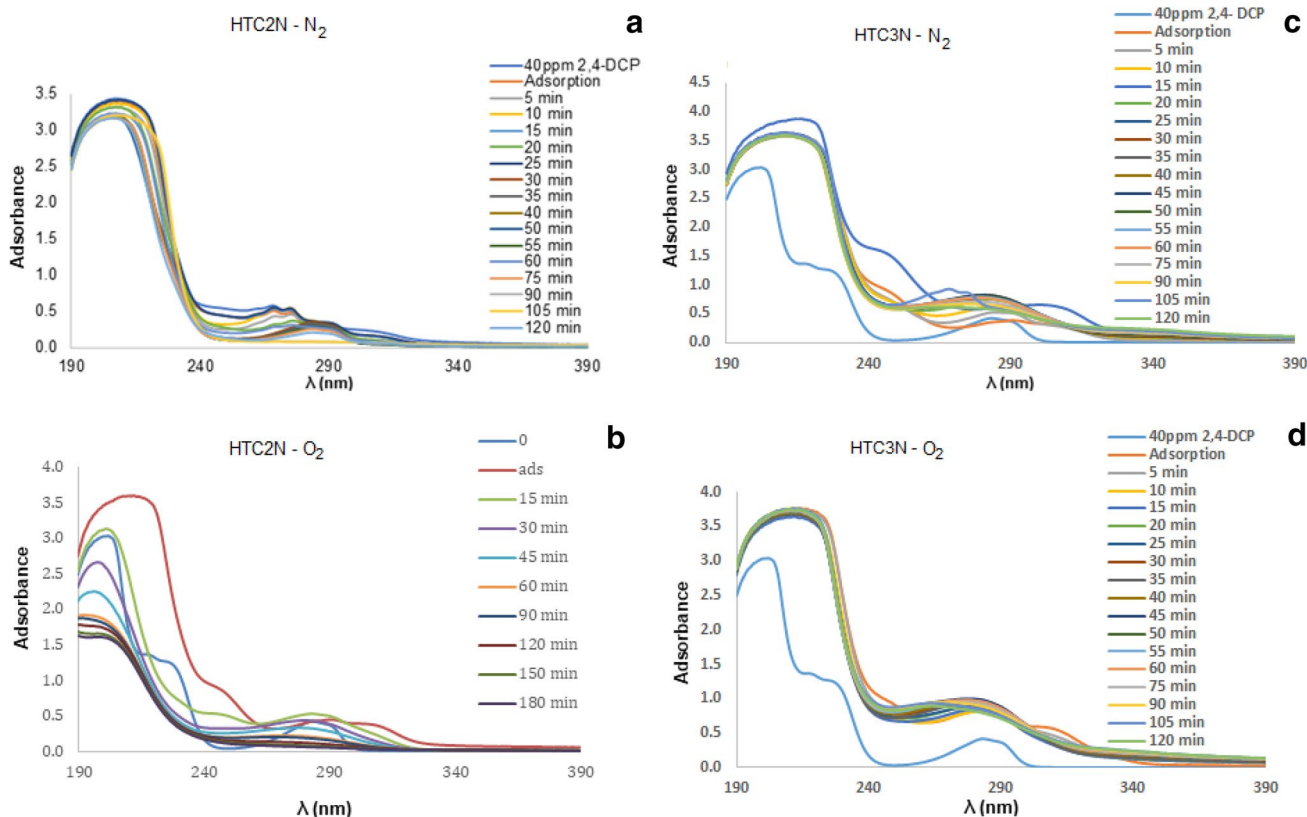 HTC2N - N2
a
40ppm 2,4-DCP
Adsorption
5 min
10 min
15 min
20 min
25 min
30 min
35 min
40 min
50 min
55 min
60 min
75 min
90 min
105 min
120 min
3.5
3.0
2.5
2.0
1.5
1.0
0.5
0.0
Adsorbance
190
240
290
340
390
λ (nm)
HTC3N - N2
c
40ppm 2,4- DCP
Adsorption
5 min
10 min
15 min
20 min
25 min
30 min
35 min
40 min
45 min
50 min
55 min
60 min
75 min
90 min
105 min
120 min
4.5
4.0
3.5
3.0
2.5
2.0
1.5
1.0
0.5
0.0
Adsorbance
190
240
290
340
390
λ (nm)
HTC2N - O2
b
0
ads
15 min
30 min
45 min
60 min
90 min
120 min
150 min
180 min
4.0
3.5
3.0
2.5
2.0
1.5
1.0
0.5
0.0
Adsorbance
190
240
290
340
390
λ (nm)
HTC3N - O2
d
40ppm 2,4-DCP
Adsorption
5 min
10 min
15 min
20 min
25 min
30 min
35 min
40 min
45 min
50 min
55 min
60 min
75 min
90 min
105 min
120 min
4.0
3.5
3.0
2.5
2.0
1.5
1.0
0.5
0.0
Adsorbance
190
240
290
340
390
λ (nm)